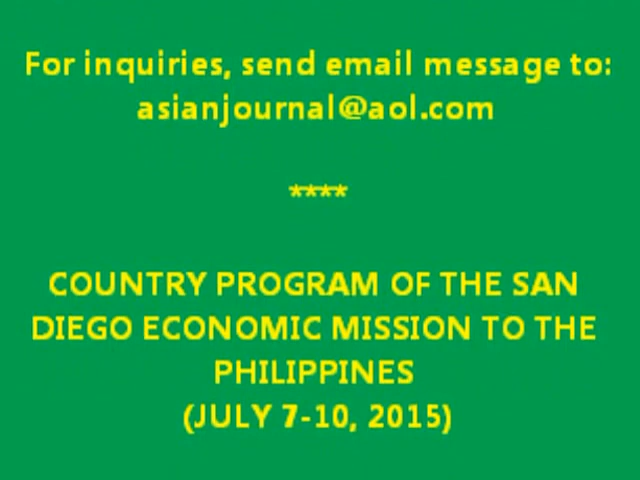 For inquiries, send email message to:
asianjournal@aol.com
****
COUNTRY PROGRAM OF THE SAN
DIEGO ECONOMIC MISSION TO THE
PHILIPPINES
(JULY 7-10, 2015)